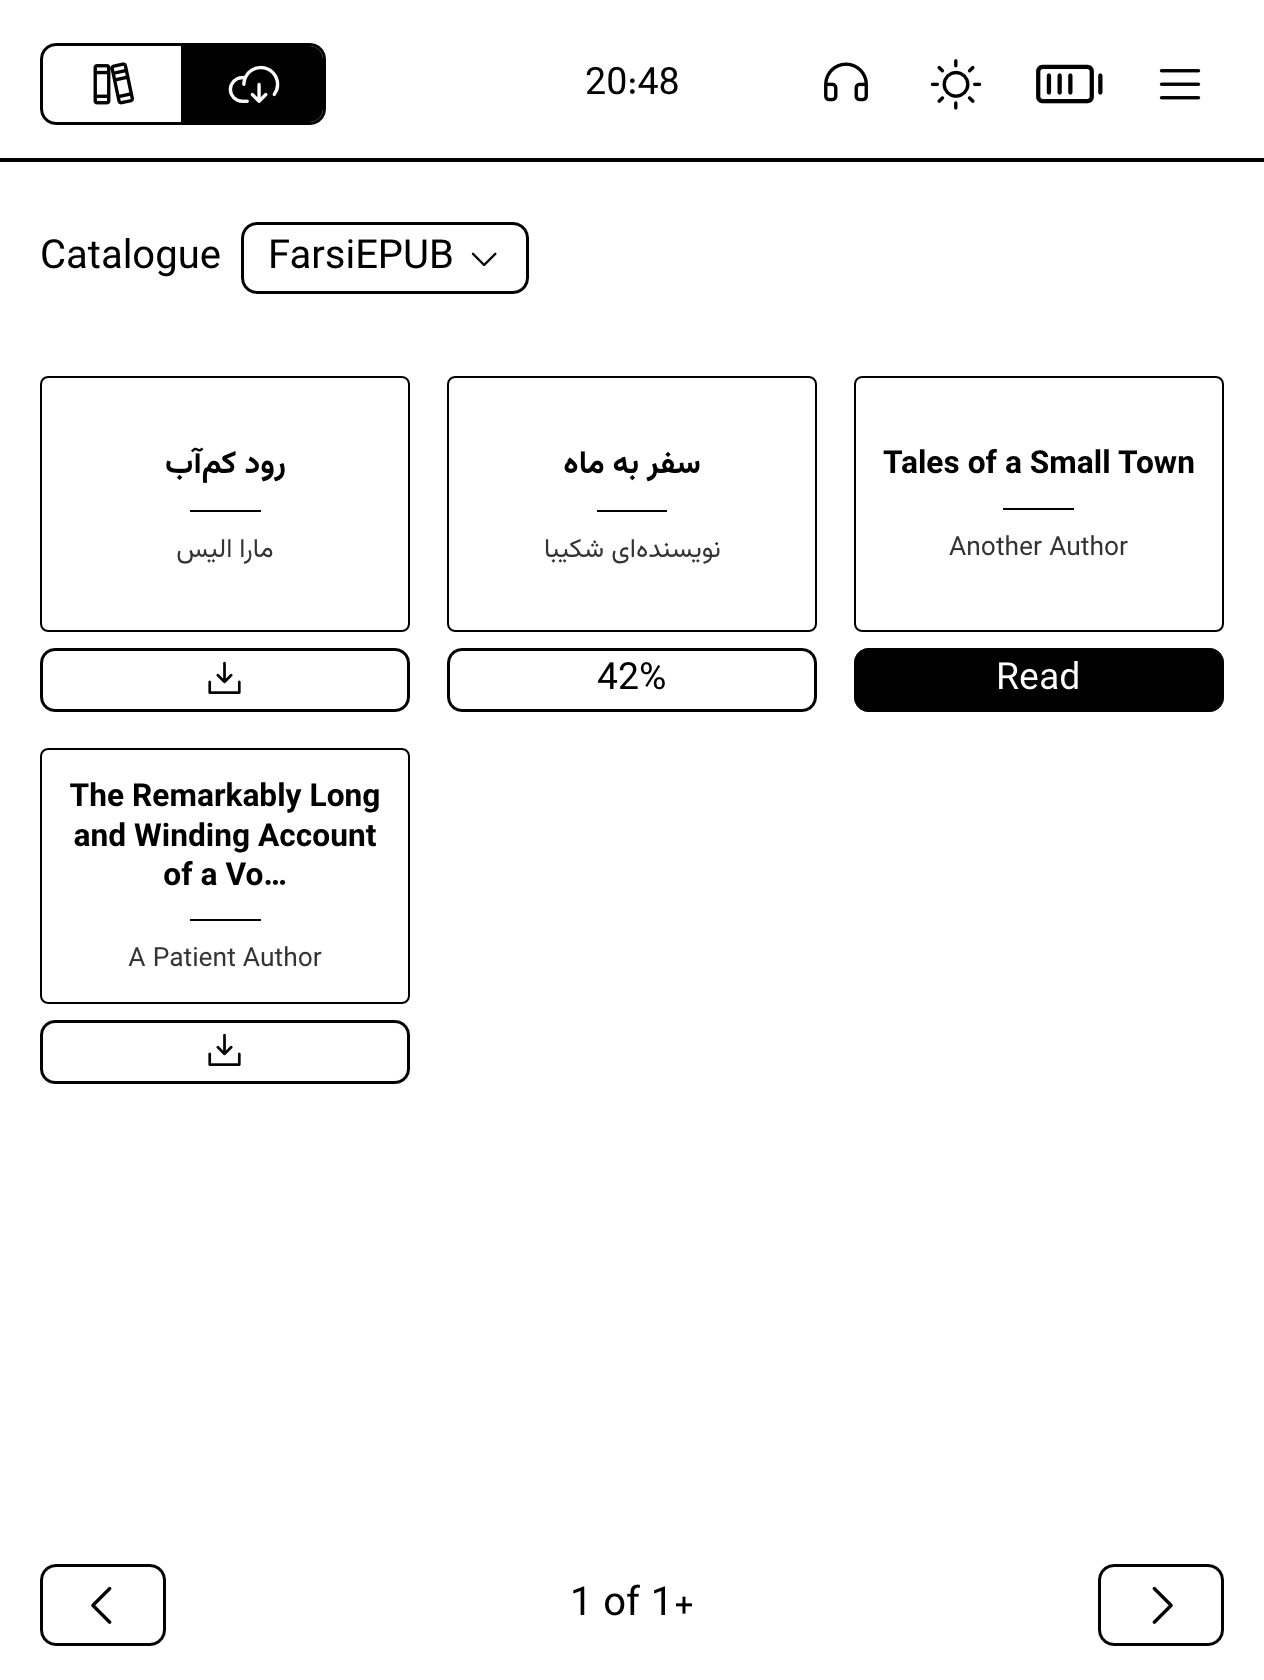 20:48
Catalogue
FarsiEPUB
رود کم‌آب
مارا الیس
سفر به ماه
نویسنده‌ای شکیبا
Tales of a Small Town
Another Author
42%
Read
The Remarkably Long
and Winding Account
of a Vo…
A Patient Author
1 of 1+